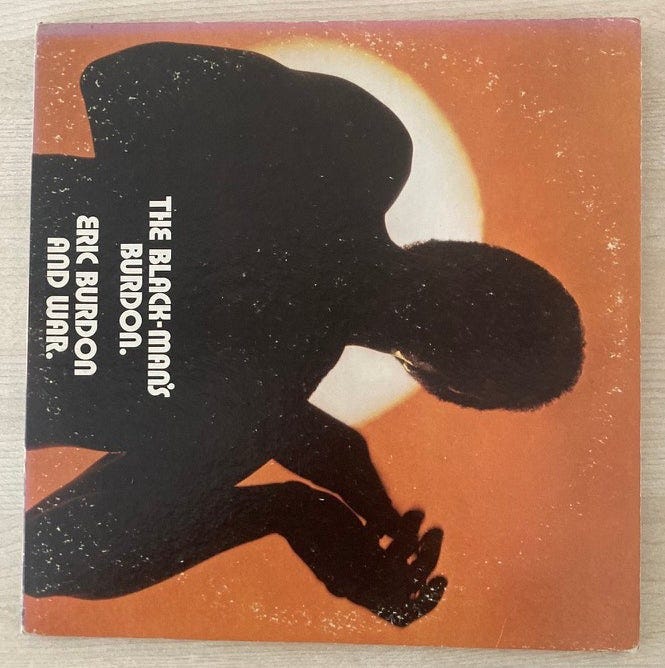 THE BLACK-MAN'S
BURDON.
ERIC BURDON
AND WAR.